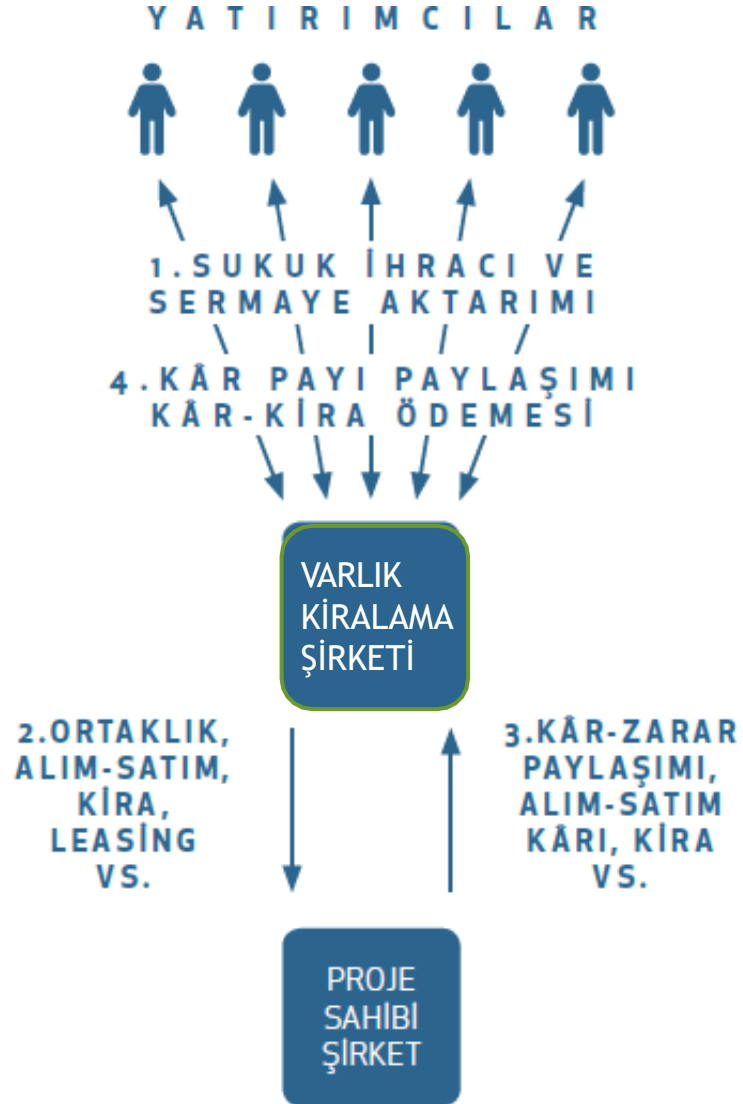 YATIRIMCILAR
1.SUKUK İHRACI VE
SERMAYE AKTARIMI
4.KÂR PAYI PAYLAŞIMI
KÂR-KİRA ÖDEMESİ
VARLIK
KİRALAMA
ŞİRKETİ
2.ORTAKLIK,
ALIM-SATIM,
KİRA,
LEASİNG
VS.
3.KÂR-ZARAR
PAYLAŞIMI,
ALIM-SATIM
KÂRI, KİRA
VS.
PROJE
SAHİBİ
ŞİRKET